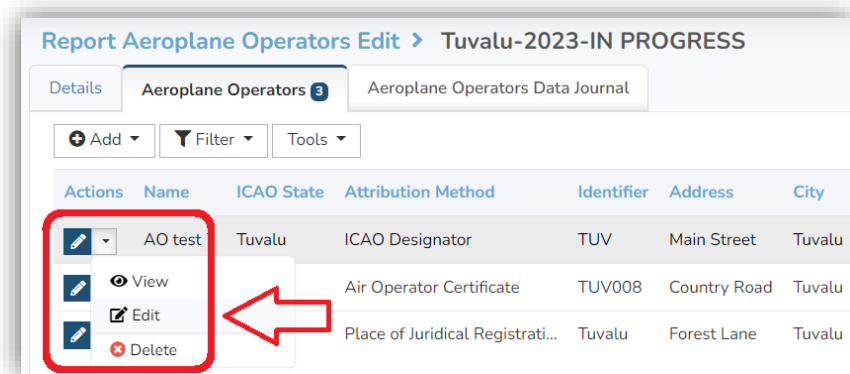 Report Aeroplane Operators Edit > Tuvalu-2023-IN PROGRESS
Details Aeroplane Operators 3 Aeroplane Operators Data Journal
Add Filter Tools
Actions Name ICAO State Attribution Method Identifier Address City
AO test Tuvalu ICAO Designator TUV Main Street Tuvalu
View
Air Operator Certificate TUV008 Country Road Tuvalu
Edit
Place of Juridical Registrati... Tuvalu Forest Lane Tuvalu
Delete